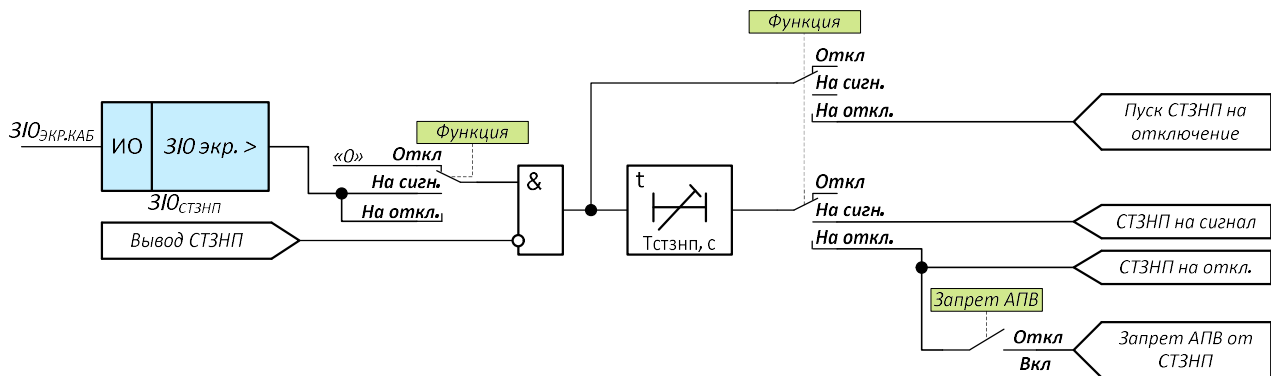 Функция
Откл
На сигн.
На откл.
Пуск СТЗНП на
отключение
3I0ЭКР.КАБ
ИО
3I0 экр. >
3I0СТЗНП
Функция
«0»
Откл
На сигн.
На откл.
&
Вывод СТЗНП
t
Тстзнп, с
Откл
На сигн.
На откл.
СТЗНП на сигнал
СТЗНП на откл.
Запрет АПВ
Откл
Вкл
Запрет АПВ от
СТЗНП